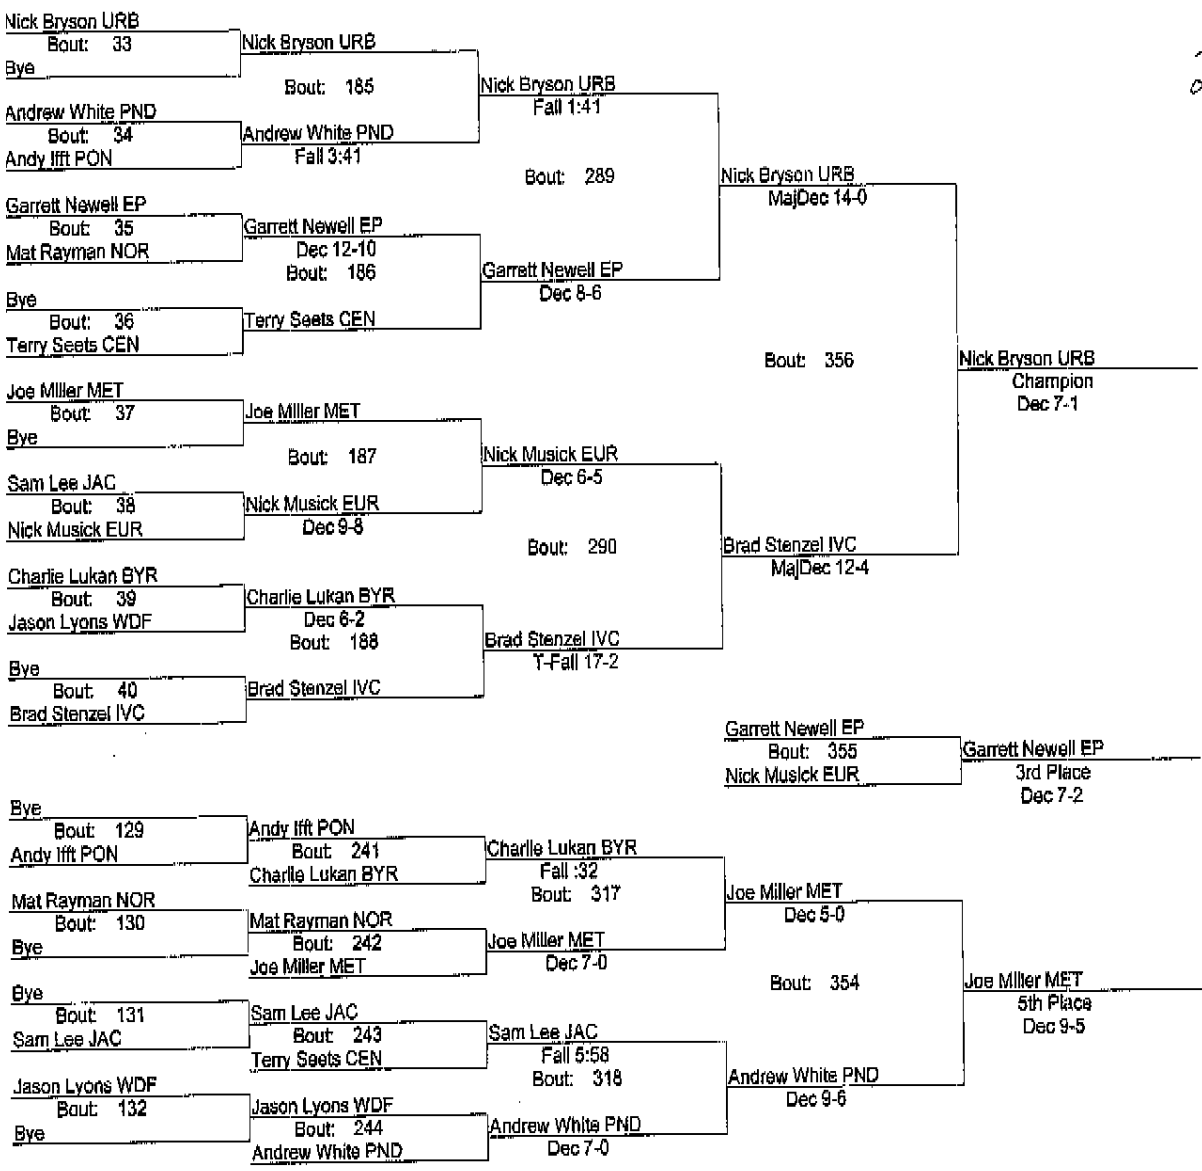 Nick Bryson URB
Bout: 33
Bye
Nick Bryson URB
Bout: 185
Andrew White PND
Bout: 34
Andy Ifft PON
Andrew White PND
Fall 3:41
Nick Bryson URB
Fall 1:41
Bout: 289
Garrett Newell EP
Bout: 35
Mat Rayman NOR
Garrett Newell EP
Dec 12-10
Bout: 186
Bye
Bout: 36
Terry Seets CEN
Terry Seets CEN
Garrett Newell EP
Dec 8-6
Nick Bryson URB
MajDec 14-0
Bout: 356
Nick Bryson URB
Champion
Dec 7-1
Joe Miller MET
Bout: 37
Bye
Joe Miller MET
Bout: 187
Sam Lee JAC
Bout: 38
Nick Musick EUR
Nick Musick EUR
Dec 9-8
Nick Musick EUR
Dec 6-5
Bout: 290
Charlie Lukan BYR
Bout: 39
Jason Lyons WDF
Charlie Lukan BYR
Dec 6-2
Bout: 188
Bye
Bout: 40
Brad Stenzel IVC
Brad Stenzel IVC
Brad Stenzel IVC
T-Fall 17-2
Brad Stenzel IVC
MajDec 12-4
Garrett Newell EP
Bout: 355
Nick Musick EUR
Garrett Newell EP
3rd Place
Dec 7-2
Bye
Bout: 129
Andy Ifft PON
Andy Ifft PON
Bout: 241
Charlie Lukan BYR
Charlie Lukan BYR
Fall :32
Bout: 317
Mat Rayman NOR
Bout: 130
Bye
Mat Rayman NOR
Bout: 242
Joe Miller MET
Joe Miller MET
Dec 7-0
Joe Miller MET
Dec 5-0
Bout: 354
Joe Miller MET
5th Place
Dec 9-5
Bye
Bout: 131
Sam Lee JAC
Sam Lee JAC
Bout: 243
Terry Seets CEN
Sam Lee JAC
Fall 5:58
Bout: 318
Jason Lyons WDF
Bout: 132
Bye
Jason Lyons WDF
Bout: 244
Andrew White PND
Andrew White PND
Dec 7-0
Andrew White PND
Dec 9-6